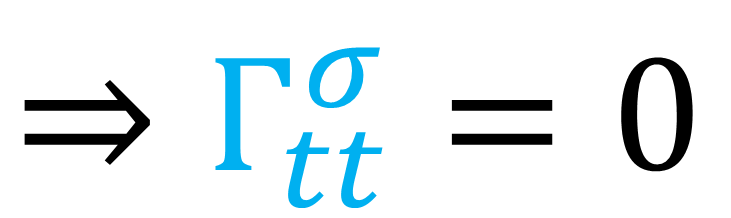 ⇒ Γ^σ_tt = 0